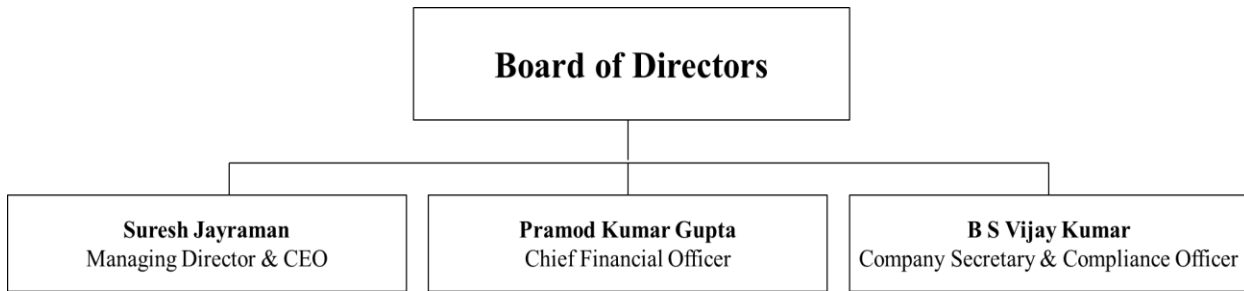 Board of Directors
Suresh Jayraman
Managing Director & CEO
Pramod Kumar Gupta
Chief Financial Officer
B S Vijay Kumar
Company Secretary & Compliance Officer